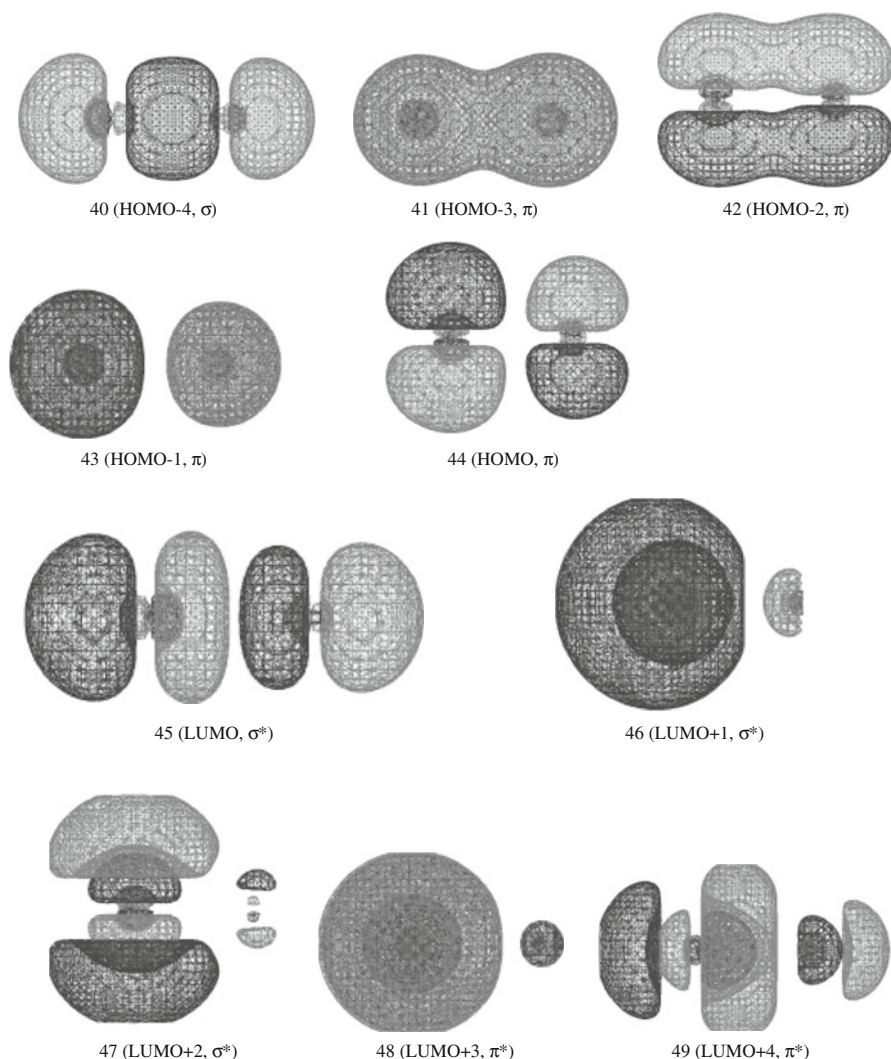 40 (HOMO-4, σ)
41 (HOMO-3, π)
42 (HOMO-2, π)
43 (HOMO-1, π)
44 (HOMO, π)
45 (LUMO, σ*)
46 (LUMO+1, σ*)
47 (LUMO+2, σ*)
48 (LUMO+3, π*)
49 (LUMO+4, π*)